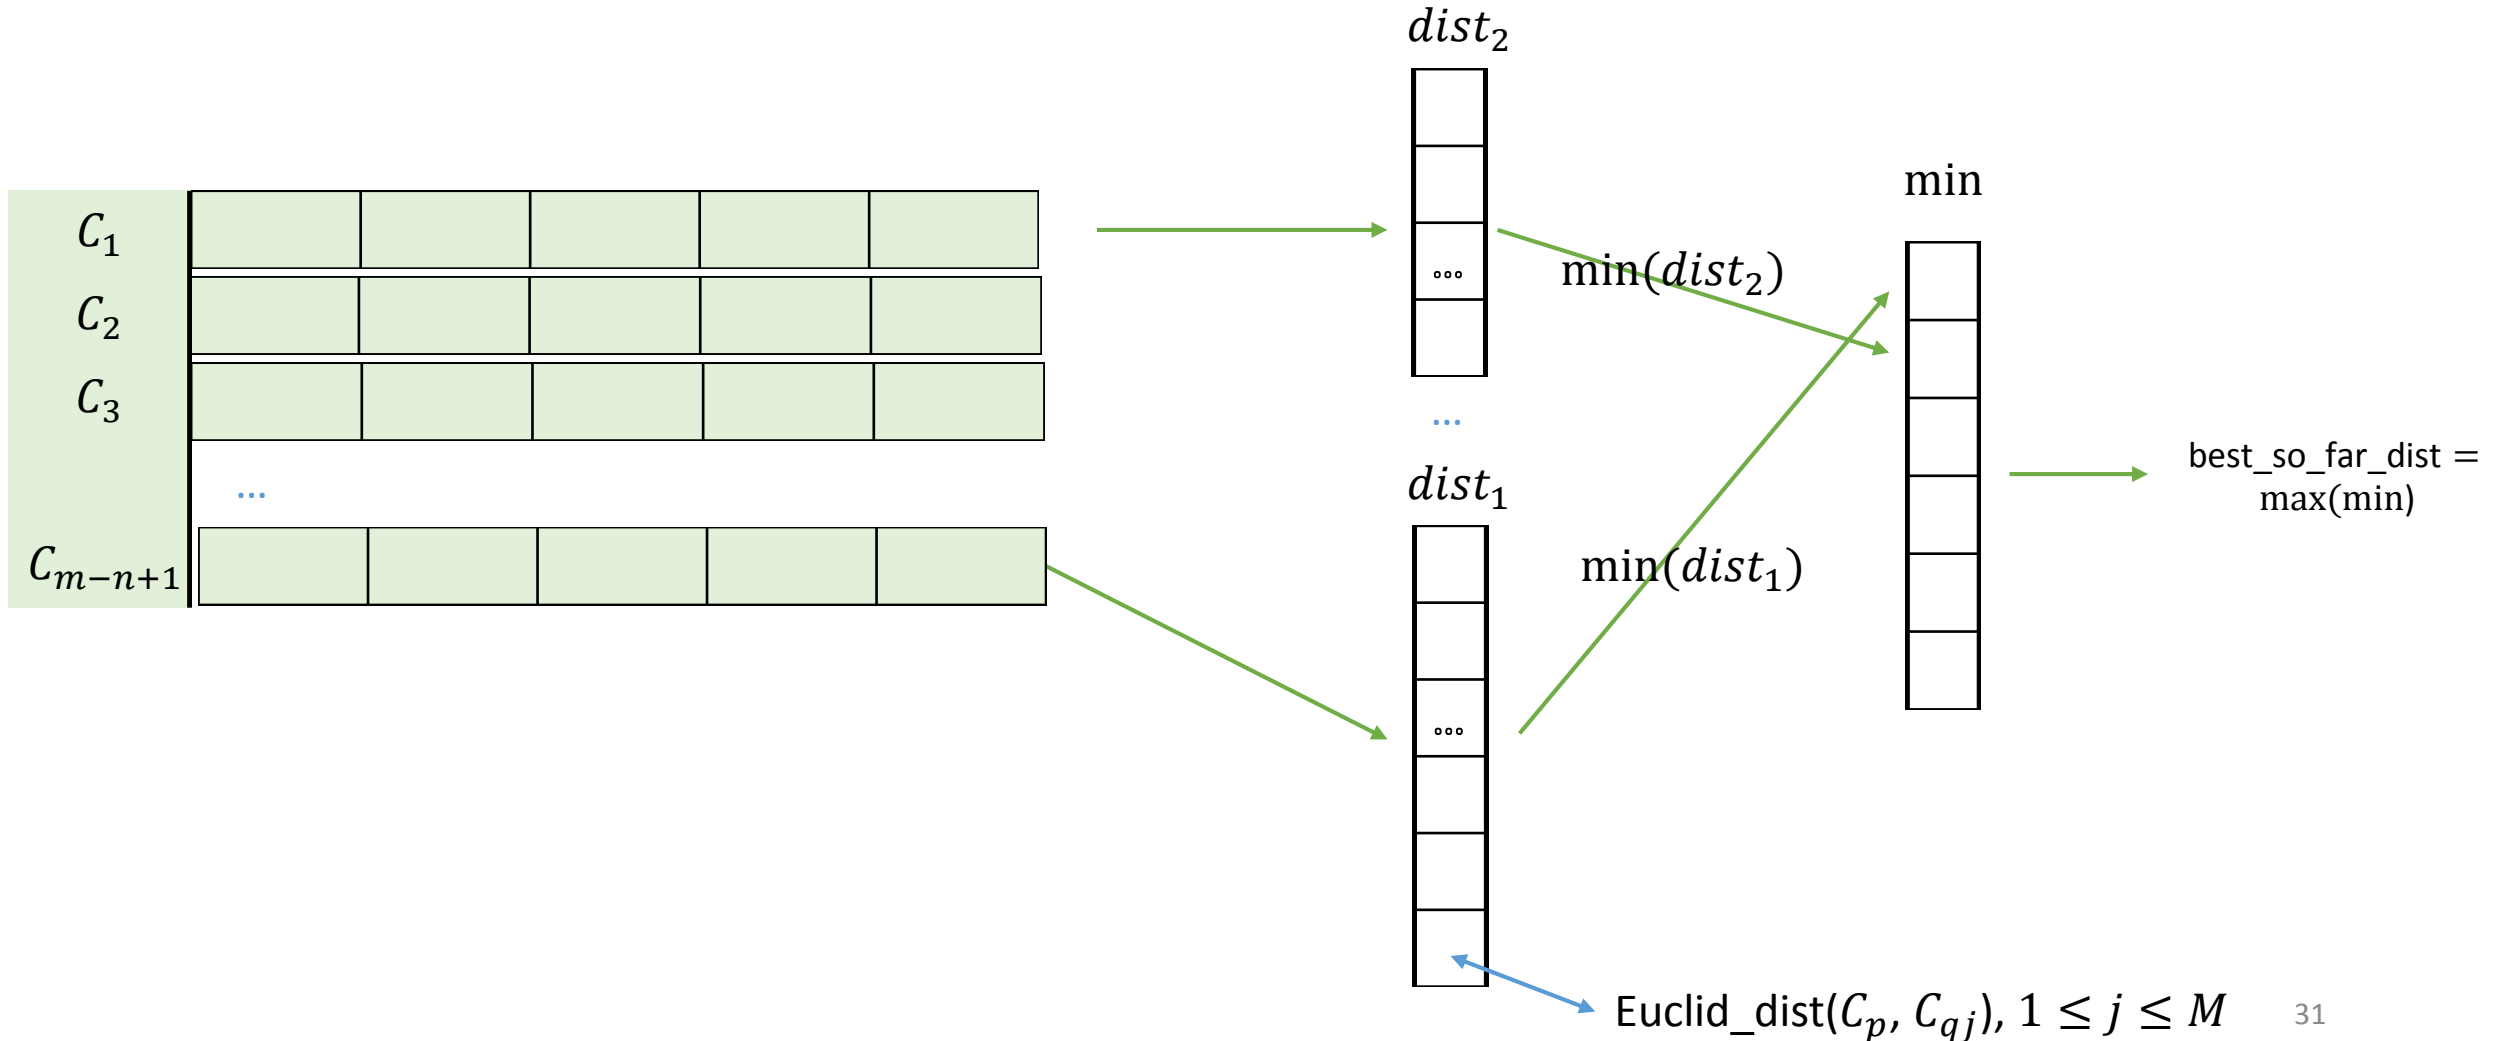 C₁
C₂
C₃
...
Cₘ₋ₙ₊₁
dist₂
...
...
dist₁
...
min(dist₂)
min(dist₁)
min
best_so_far_dist =
max(min)
Euclid_dist(C_p, C_{qj}), 1 ≤ j ≤ M
31